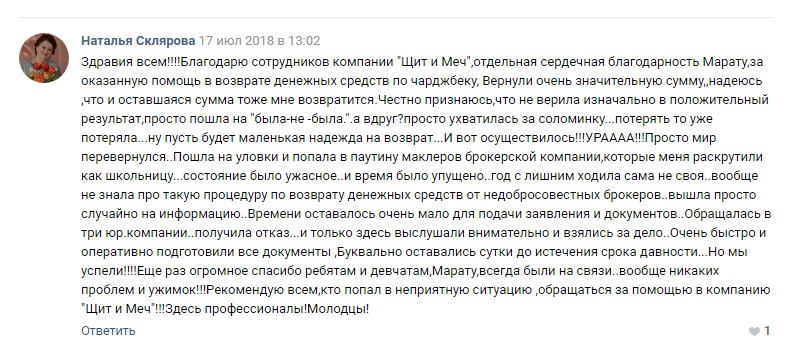 Наталья Склярова 17 июл 2018 в 13:02
Здравия всем!!!!Благодарю сотрудников компании "Щит и Меч",отдельная сердечная благодарность Марату,за
оказанную помощь в возврате денежных средств по чарджбеку, Вернули очень значительную сумму,,надеюсь
,что и оставшаяся сумма тоже мне возвратится.Честно признаюсь,что не верила изначально в положительный
результат,просто пошла на "была-не -была.".а вдруг?просто ухватилась за соломинку...потерять то уже
потеряла...ну пусть будет маленькая надежда на возврат...И вот осуществилось!!!УРАААА!!!Просто мир
перевернулся..Пошла на уловки и попала в паутину маклеров брокерской компании,которые меня раскрутили
как школьницу...состояние было ужасное..и время было упущено..год с лишним ходила сама не своя..вообще
не знала про такую процедуру по возврату денежных средств от недобросовестных брокеров..вышла просто
случайно на информацию..Времени оставалось очень мало для подачи заявления и документов..Обращалась в
три юр.компании..получила отказ...и только здесь выслушали внимательно и взялись за дело..Очень быстро и
оперативно подготовили все документы ,Буквально оставались сутки до истечения срока давности...Но мы
успели!!!!Еще раз огромное спасибо ребятам и девчатам,Марату,всегда были на связи..вообще никаких
проблем и ужимок!!!Рекомендую всем,кто попал в неприятную ситуацию ,обращаться за помощью в компанию
"Щит и Меч"!!!Здесь профессионалы!Молодцы!
Ответить 1